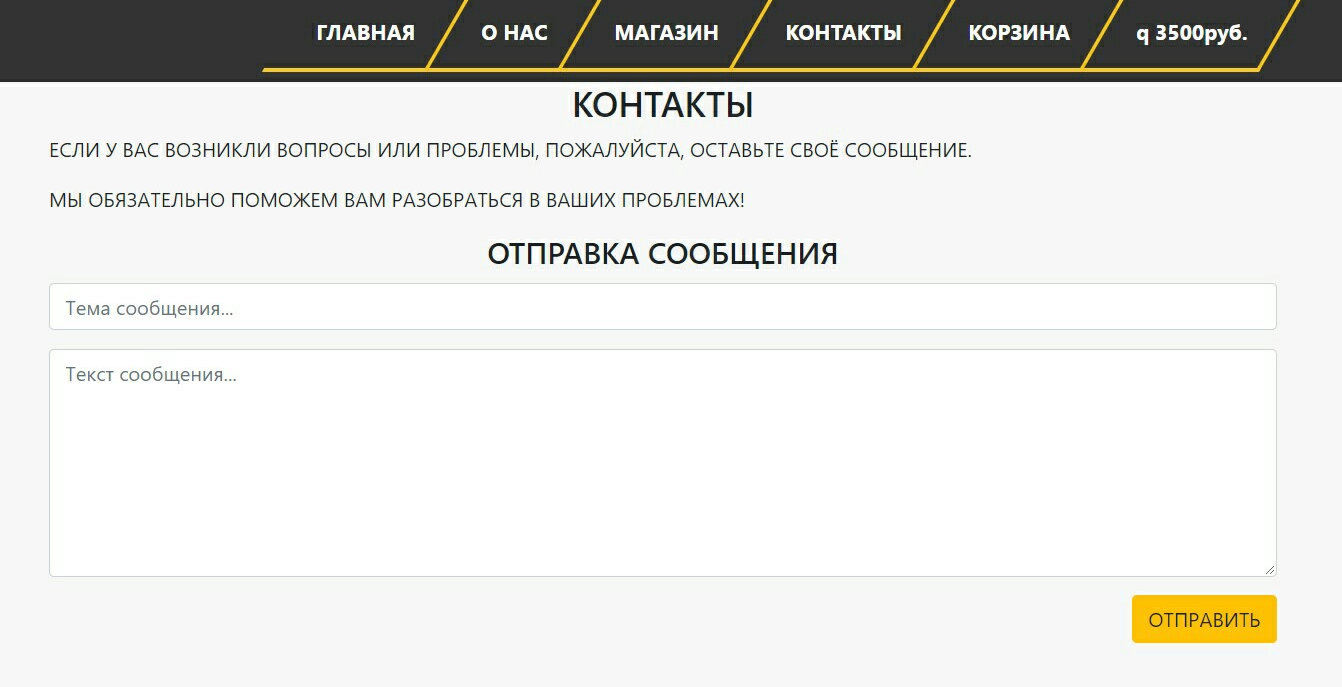 ГЛАВНАЯ О НАС МАГАЗИН КОНТАКТЫ КОРЗИНА q 3500руб.
КОНТАКТЫ
ЕСЛИ У ВАС ВОЗНИКЛИ ВОПРОСЫ ИЛИ ПРОБЛЕМЫ, ПОЖАЛУЙСТА, ОСТАВЬТЕ СВОЁ СООБЩЕНИЕ.
МЫ ОБЯЗАТЕЛЬНО ПОМОЖЕМ ВАМ РАЗОБРАТЬСЯ В ВАШИХ ПРОБЛЕМАХ!
ОТПРАВКА СООБЩЕНИЯ
Тема сообщения...
Текст сообщения...
ОТПРАВИТЬ